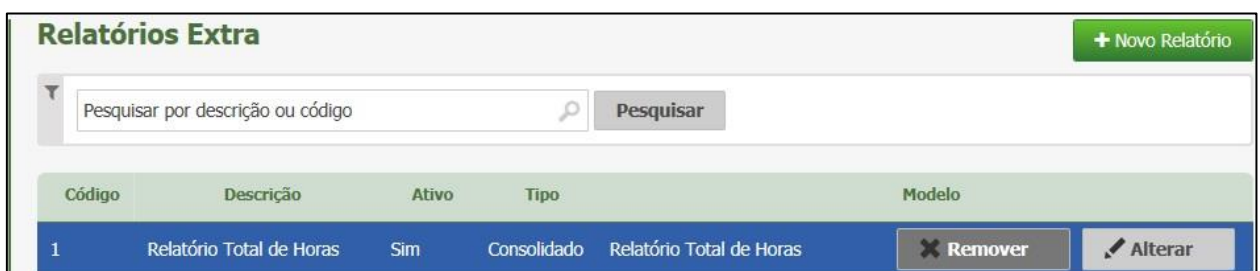 Relatórios Extra
+ Novo Relatório
Pesquisar por descrição ou código
Pesquisar
Código Descrição Ativo Tipo Modelo
1 Relatório Total de Horas Sim Consolidado Relatório Total de Horas Remover Alterar